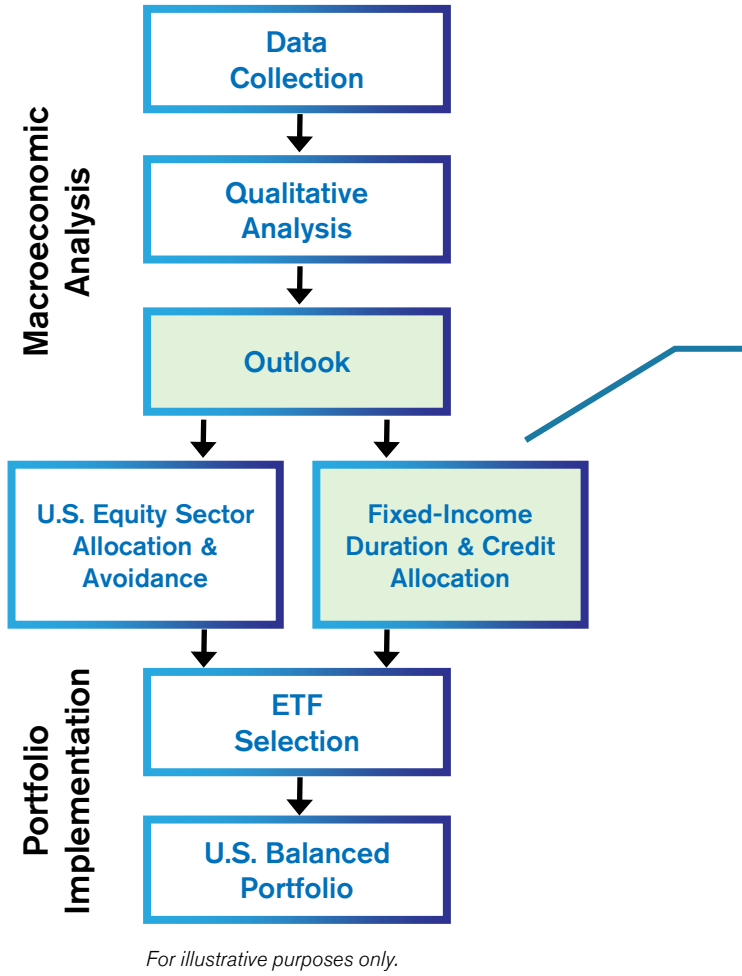 Macroeconomic
Analysis
Data
Collection
Qualitative
Analysis
Outlook
U.S. Equity Sector
Allocation &
Avoidance
Fixed-Income
Duration & Credit
Allocation
Portfolio
Implementation
ETF
Selection
U.S. Balanced
Portfolio
For illustrative purposes only.